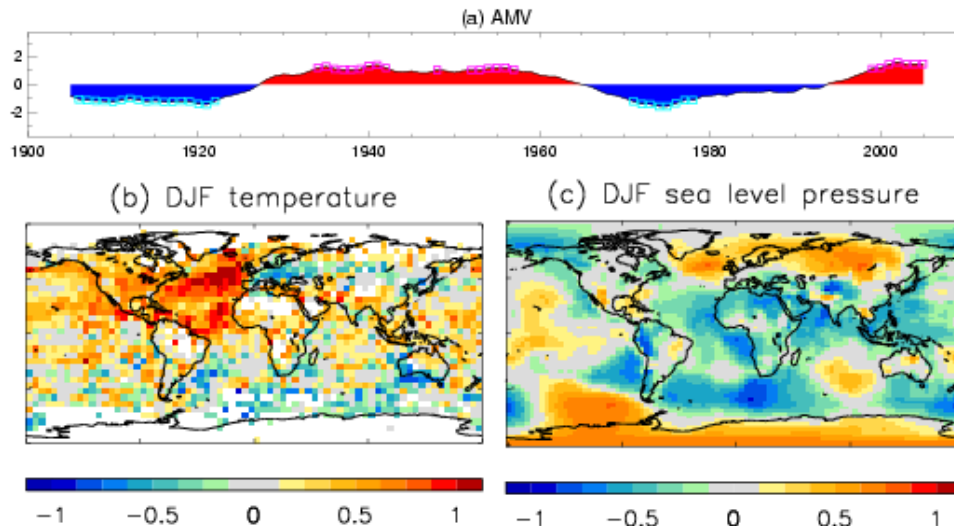 (a) AMV
2
0
-2
1900 1920 1940 1960 1980 2000
(b) DJF temperature
(c) DJF sea level pressure
-1 -0.5 0 0.5 1
-1 -0.5 0 0.5 1